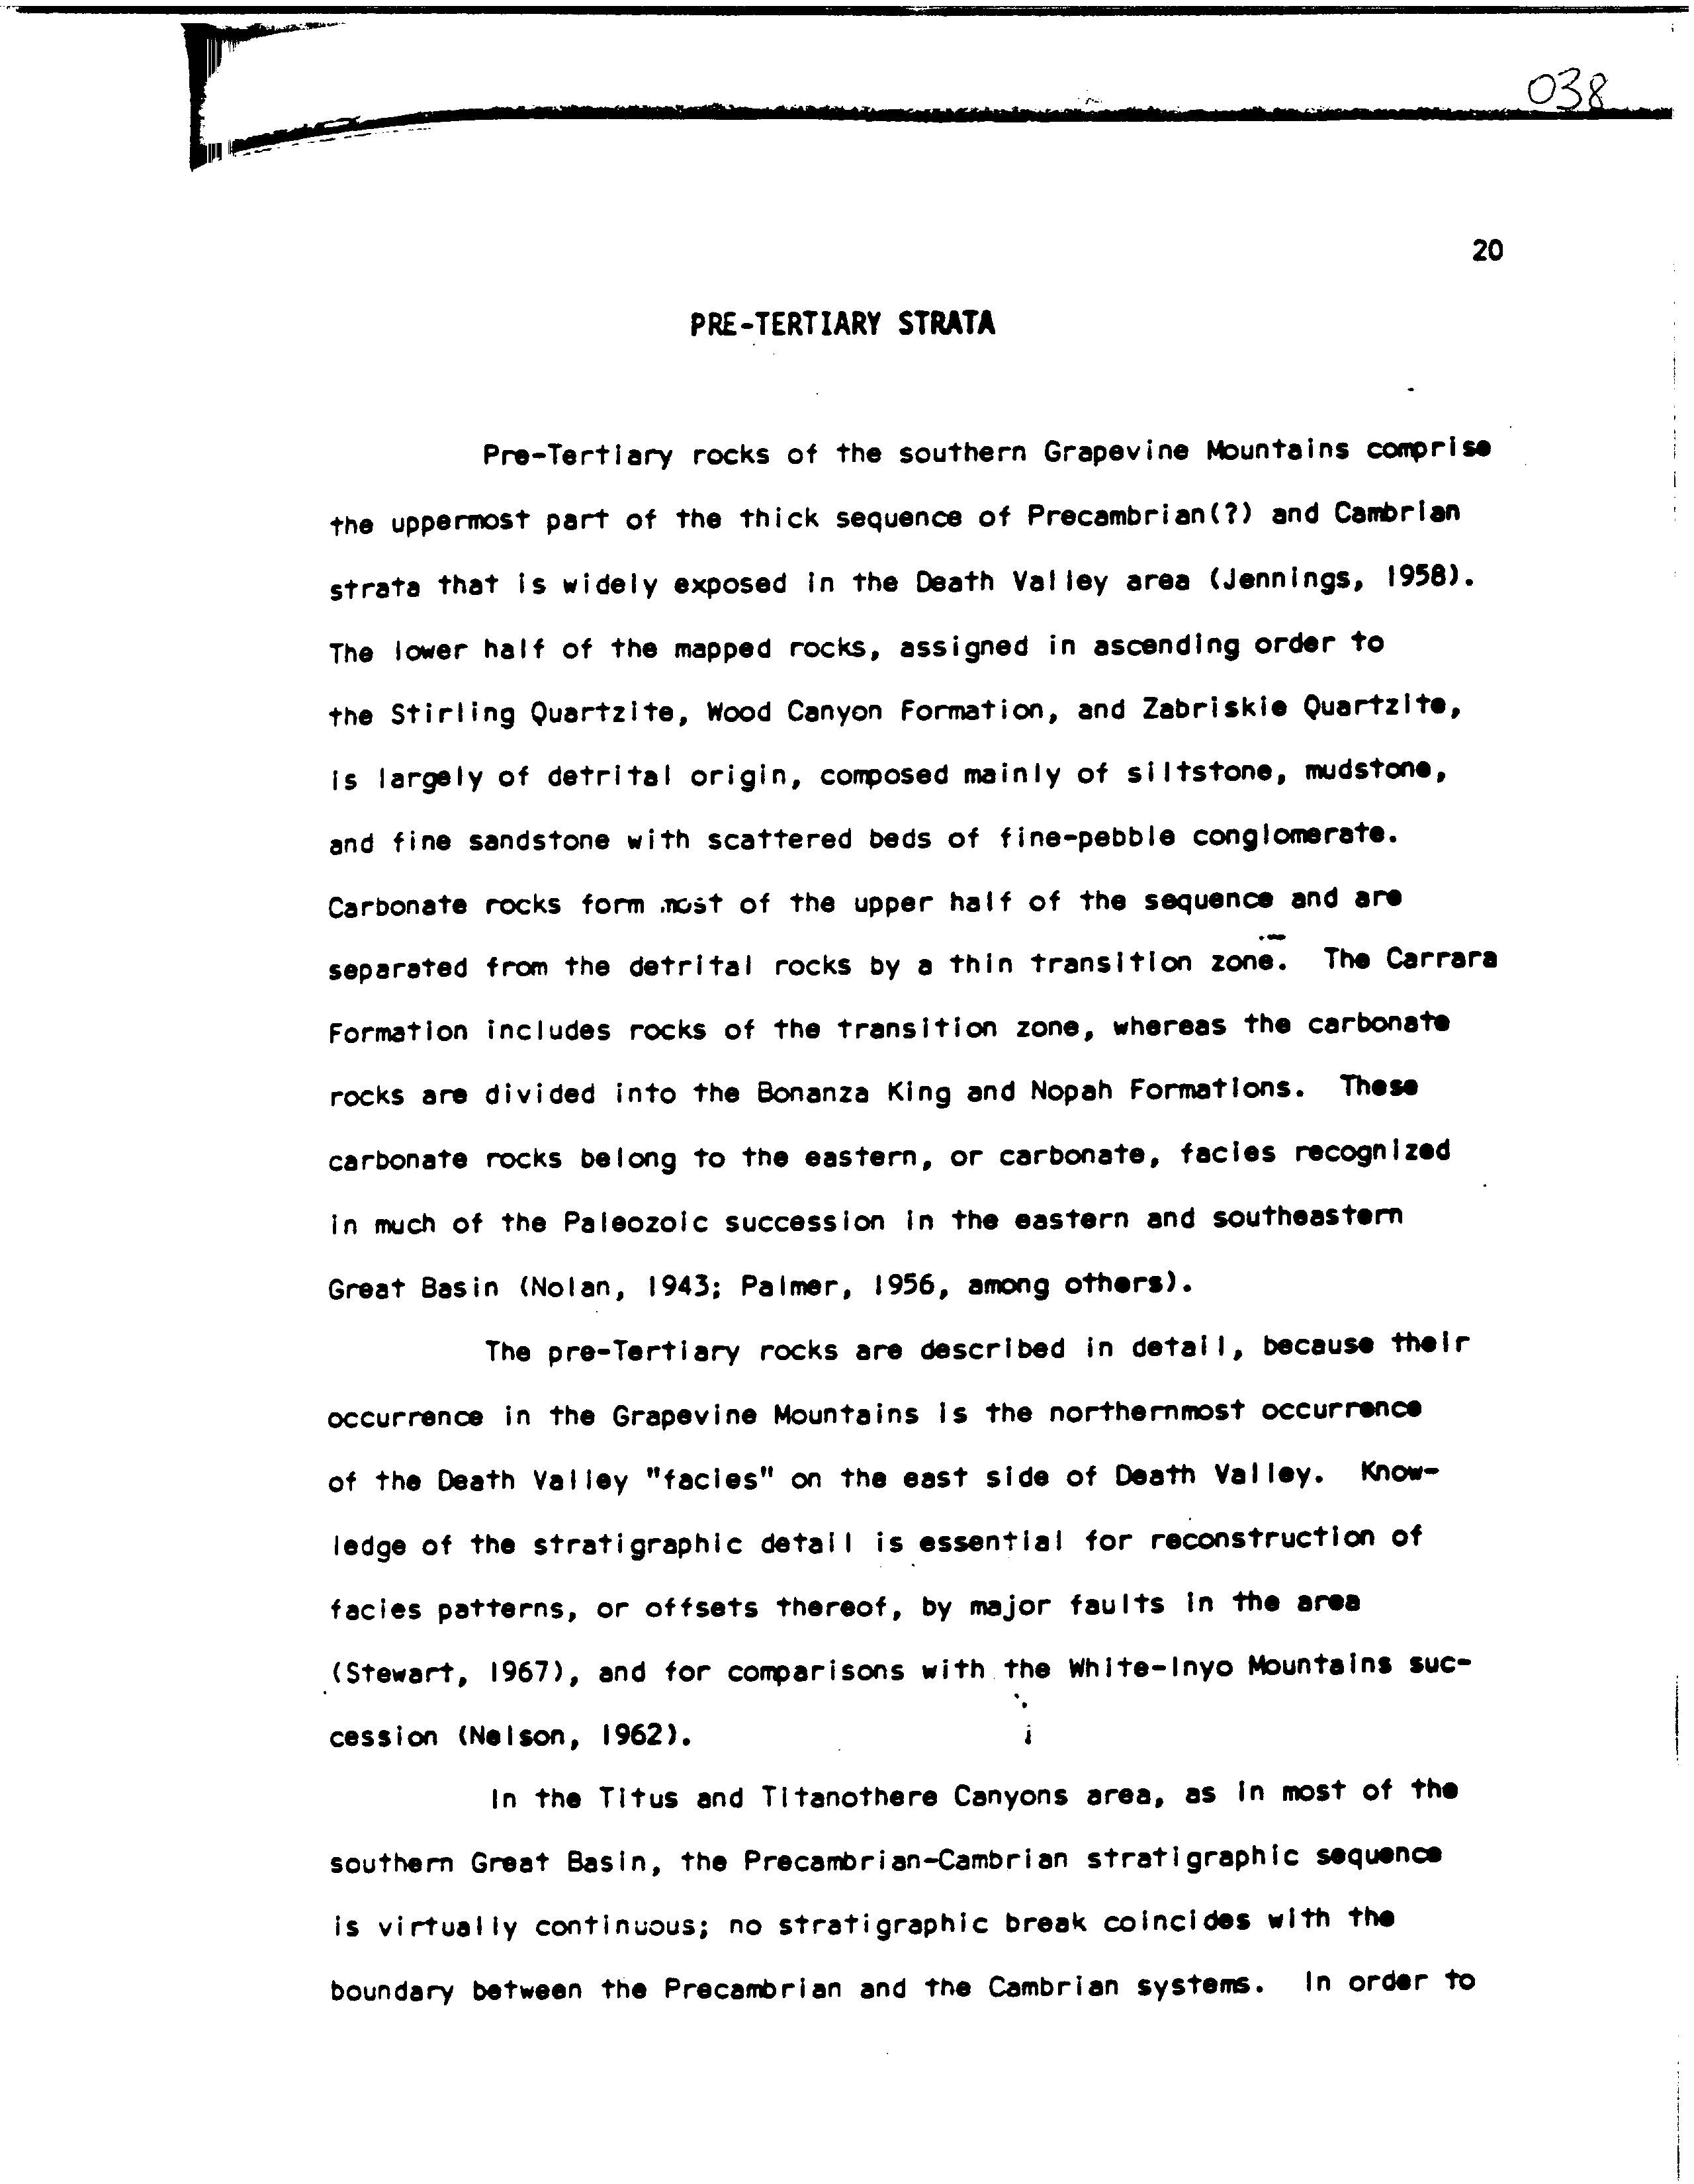 038
20
PRE-TERTIARY STRATA
Pre-Tertiary rocks of the southern Grapevine Mountains comprise
the uppermost part of the thick sequence of Precambrian(?) and Cambrian
strata that is widely exposed in the Death Valley area (Jennings, 1958).
The lower half of the mapped rocks, assigned in ascending order to
the Stirling Quartzite, Wood Canyon Formation, and Zabriskie Quartzite,
is largely of detrital origin, composed mainly of siltstone, mudstone,
and fine sandstone with scattered beds of fine-pebble conglomerate.
Carbonate rocks form most of the upper half of the sequence and are
separated from the detrital rocks by a thin transition zone. The Carrara
Formation includes rocks of the transition zone, whereas the carbonate
rocks are divided into the Bonanza King and Nopah Formations. These
carbonate rocks belong to the eastern, or carbonate, facies recognized
in much of the Paleozoic succession in the eastern and southeastern
Great Basin (Nolan, 1943; Palmer, 1956, among others).
The pre-Tertiary rocks are described in detail, because their
occurrence in the Grapevine Mountains is the northernmost occurrence
of the Death Valley "facies" on the east side of Death Valley. Know-
ledge of the stratigraphic detail is essential for reconstruction of
facies patterns, or offsets thereof, by major faults in the area
(Stewart, 1967), and for comparisons with the White-Inyo Mountains suc-
cession (Nelson, 1962).
In the Titus and Titanothere Canyons area, as in most of the
southern Great Basin, the Precambrian-Cambrian stratigraphic sequence
is virtually continuous; no stratigraphic break coincides with the
boundary between the Precambrian and the Cambrian systems. In order to